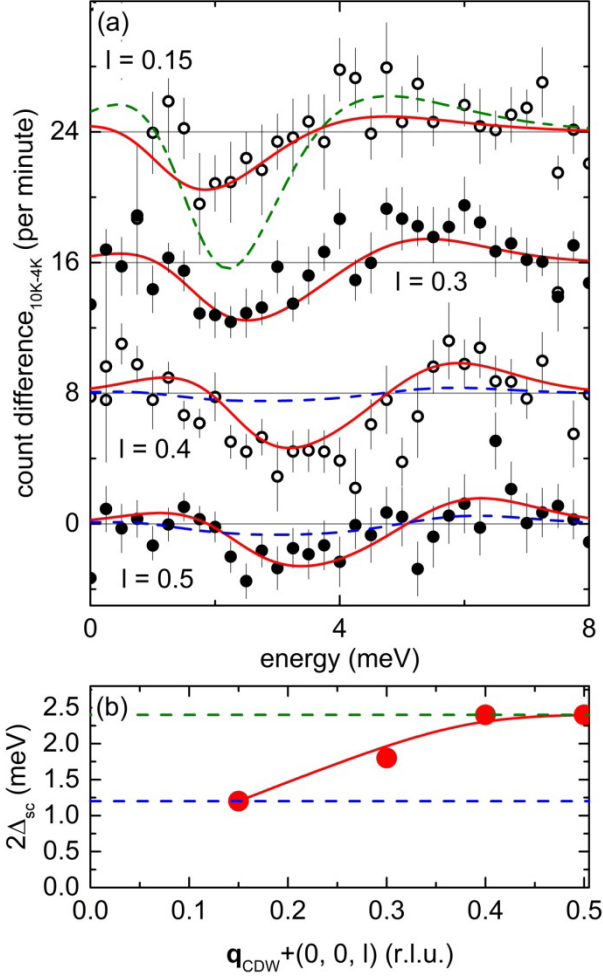 (a)
l = 0.15
24
16
l = 0.3
8
l = 0.4
0
l = 0.5
count difference10K-4K (per minute)
0 4 8
energy (meV)
(b)
2.5
2.0
1.5
1.0
0.5
0.0
2Δsc (meV)
0.0 0.1 0.2 0.3 0.4 0.5
qCDW+(0, 0, l) (r.l.u.)